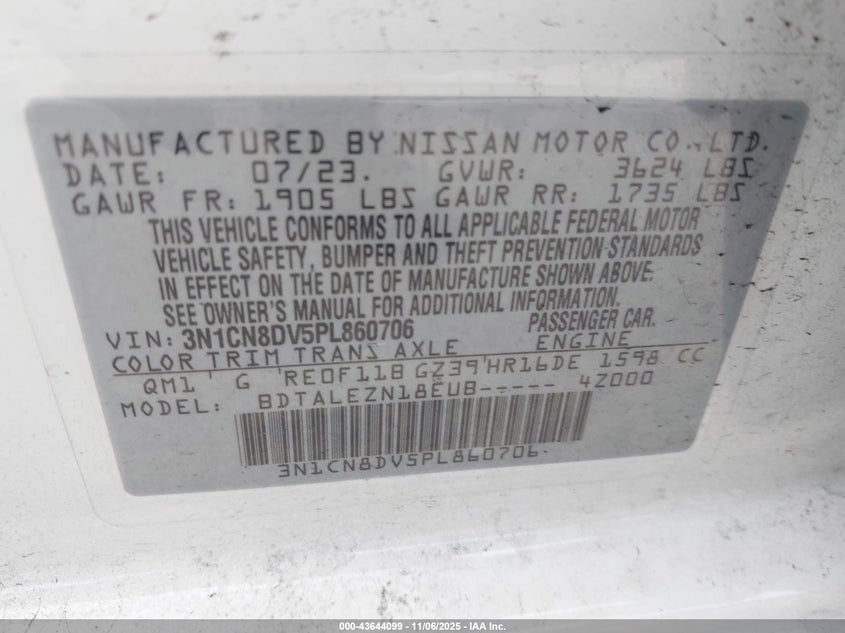 MANUFACTURED BY NISSAN MOTOR CO., LTD.
DATE: 07/23. GVWR: 3624 LBS
GAWR FR: 1905 LBS GAWR RR: 1735 LBS
THIS VEHICLE CONFORMS TO ALL APPLICABLE FEDERAL MOTOR
VEHICLE SAFETY, BUMPER AND THEFT PREVENTION STANDARDS
IN EFFECT ON THE DATE OF MANUFACTURE SHOWN ABOVE.
SEE OWNER'S MANUAL FOR ADDITIONAL INFORMATION.
VIN: 3N1CN8DV5PL860706 PASSENGER CAR.
COLOR TRIM TRANS AXLE ENGINE
QM1 ' G RE0F11B GZ39'HR16DE 1598 CC
MODEL: BDTALEZN18EUB----- 4Z000
3N1CN8DV5PL860706
000-43644099 | 11/06/2025 - IAA Inc.